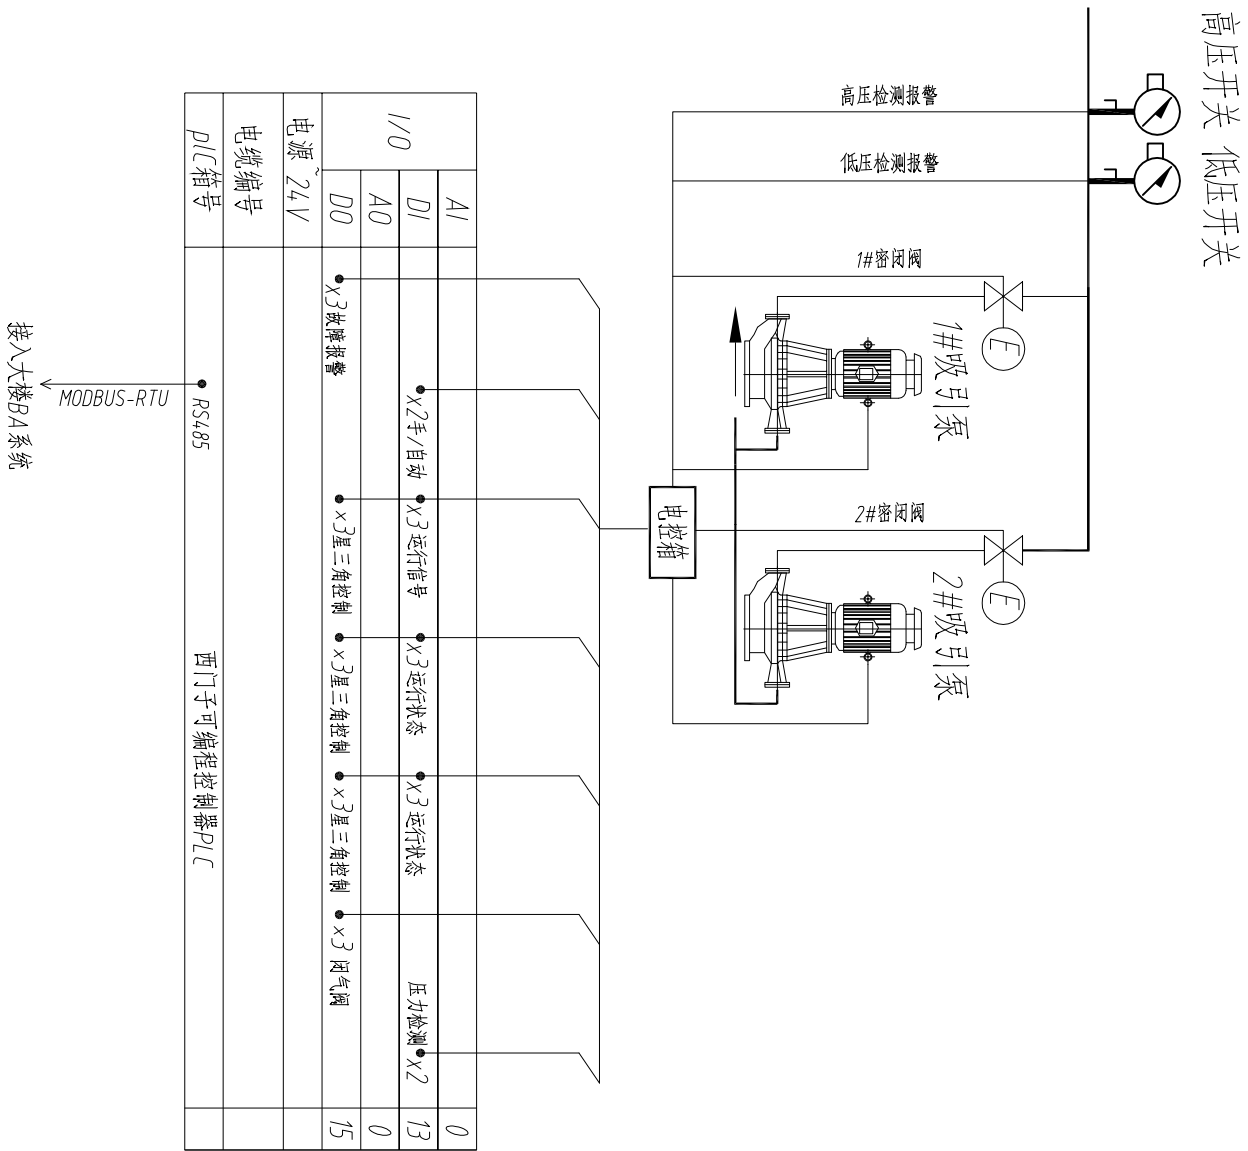 高压开关
低压开关
高压检测报警
低压检测报警
1#密闭阀
1#吸引泵
E
2#密闭阀
2#吸引泵
E
电控箱
I/O
AI
0
DI
x2手/自动
x3运行信号
x3运行状态
x3运行状态
压力检测 x2
13
AO
0
DO
x3故障报警
x3星三角控制
x3星三角控制
x3星三角控制
x3 闭气阀
15
电源~24V
电缆编号
plC箱号
RS485
西门子可编程控制器PLC
MODBUS-RTU
接入大楼BA系统